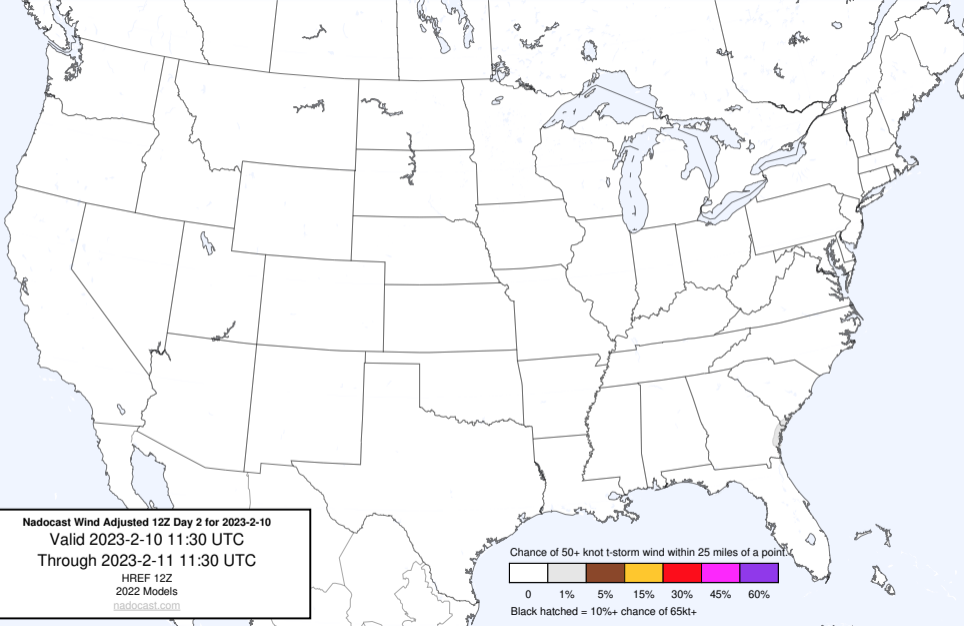 Nadocast Wind Adjusted 12Z Day 2 for 2023-2-10
Valid 2023-2-10 11:30 UTC
Through 2023-2-11 11:30 UTC
HREF 12Z
2022 Models
nadocast.com
Chance of 50+ knot t-storm wind within 25 miles of a point.
0 1% 5% 15% 30% 45% 60%
Black hatched = 10%+ chance of 65kt+